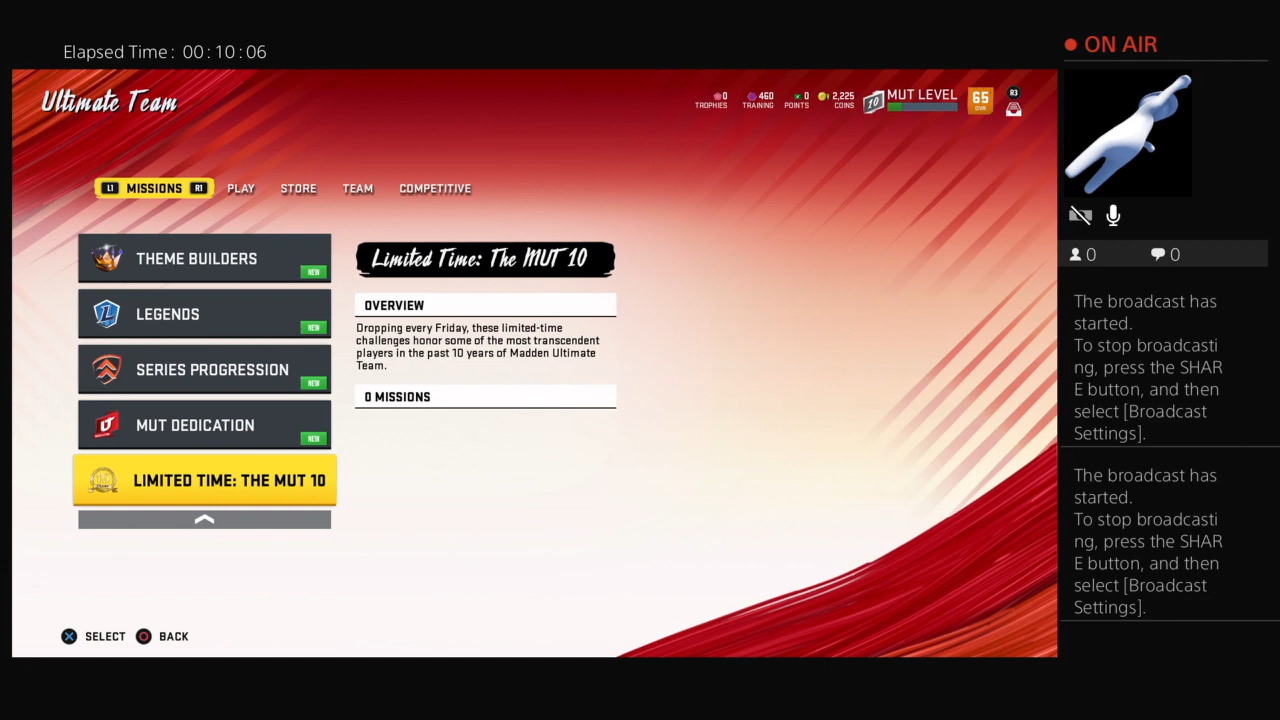 Elapsed Time: 00:10:06
ON AIR
Ultimate Team
0 TROPHIES
460 TRAINING
0 POINTS
2,225 COINS
10
MUT LEVEL
65 OVR
R3
L1 MISSIONS R1 PLAY STORE TEAM COMPETITIVE
THEME BUILDERS
NEW
LEGENDS
NEW
SERIES PROGRESSION
NEW
MUT DEDICATION
NEW
LIMITED TIME: THE MUT 10
Limited Time: The MUT 10
OVERVIEW
Dropping every Friday, these limited-time
challenges honor some of the most transcendent
players in the past 10 years of Madden Ultimate
Team.
0 MISSIONS
SELECT BACK
0 0
The broadcast has
started.
To stop broadcasti
ng, press the SHAR
E button, and then
select [Broadcast
Settings].
The broadcast has
started.
To stop broadcasti
ng, press the SHAR
E button, and then
select [Broadcast
Settings].